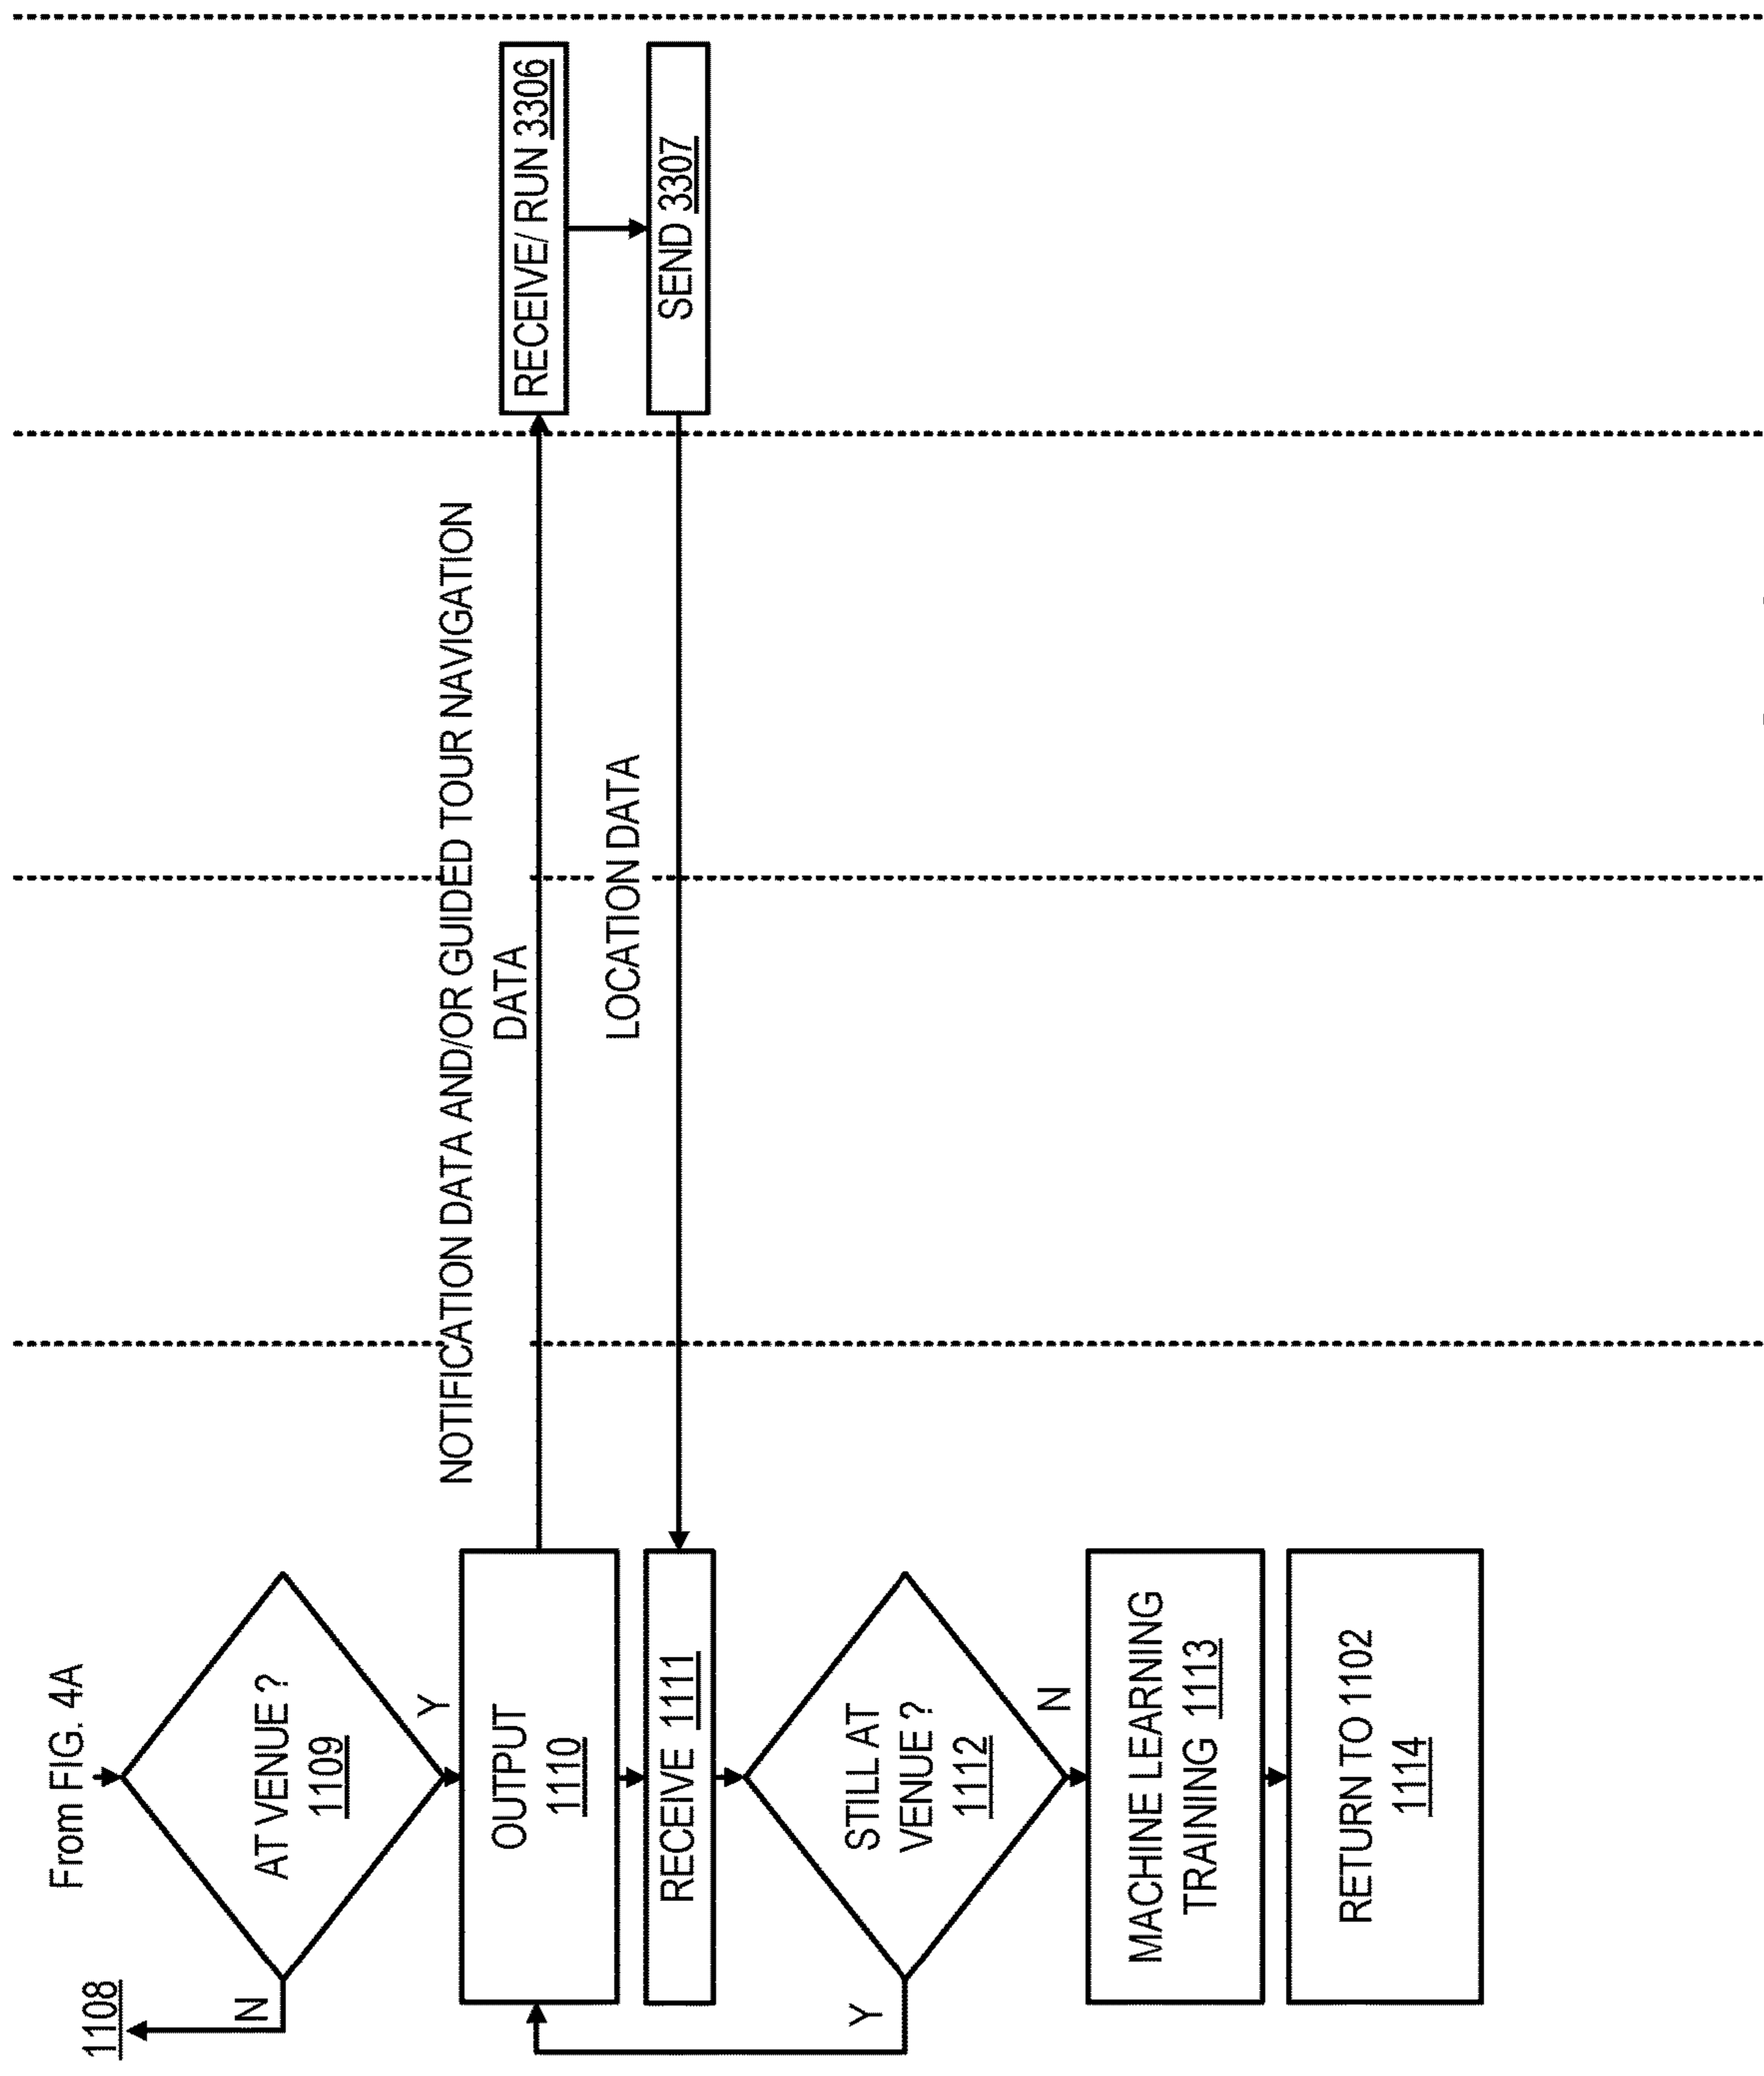 From FIG. 4A
1108
N
AT VENUE ?
1109
Y
NOTIFICATION DATA AND/OR GUIDED TOUR NAVIGATION
DATA
OUTPUT
1110
RECEIVE/ RUN 3306
LOCATION DATA
RECEIVE 1111
SEND 3307
STILL AT
VENUE ?
1112
Y
N
MACHINE LEARNING
TRAINING 1113
RETURN TO 1102
1114